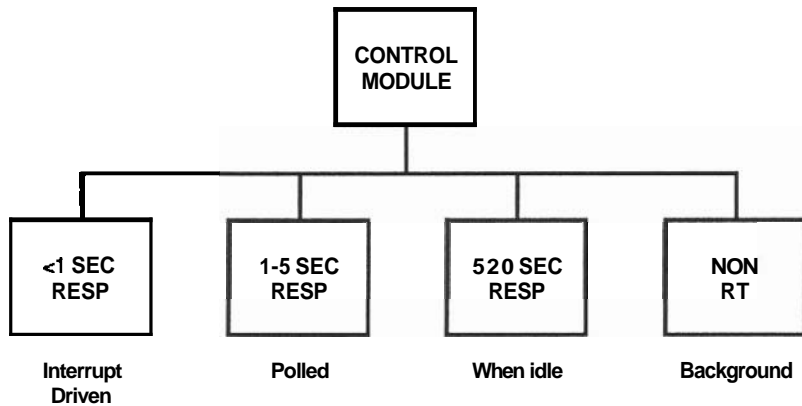 CONTROL
MODULE
<1 SEC
RESP
1-5 SEC
RESP
520 SEC
RESP
NON
RT
Interrupt
Driven
Polled
When idle
Background